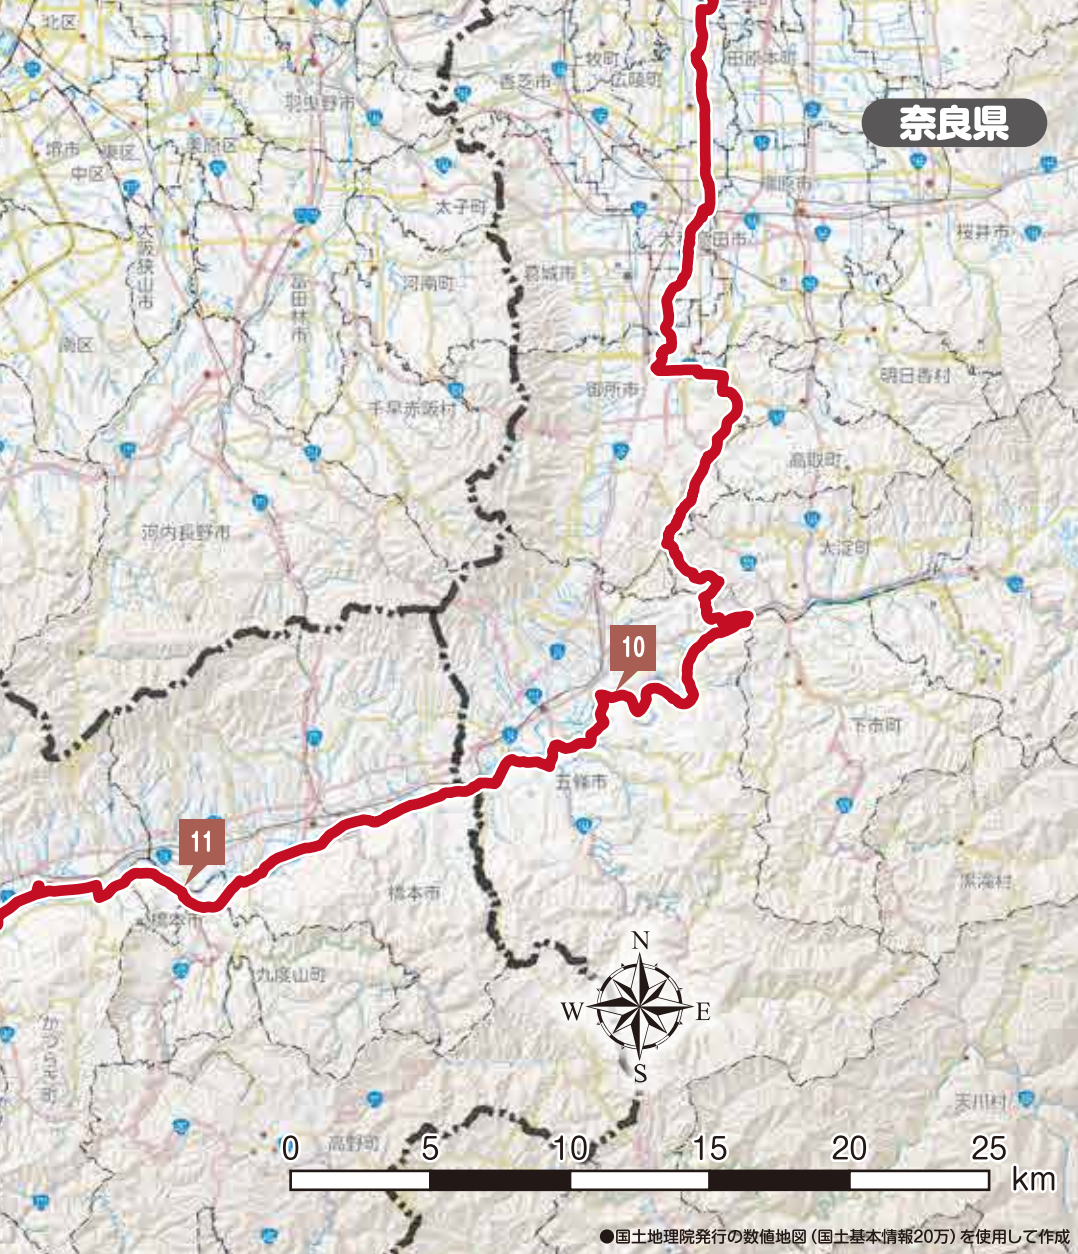 北区
上牧町
田原本町
香芝市
広陵町
羽曳野市
奈良県
堺市
東区
美原区
中区
橿原市
太子町
大阪狭山市
桜井市
葛城市
河南町
富田林市
南区
明日香村
御所市
千早赤阪村
高取町
河内長野市
大淀町
10
下市町
五條市
11
黒滝村
橋本市
橋本市
九度山町
N
W
E
S
かつらぎ町
天川村
高野町
0 5 10 15 20 25 km
●国土地理院発行の数値地図（国土基本情報20万）を使用して作成